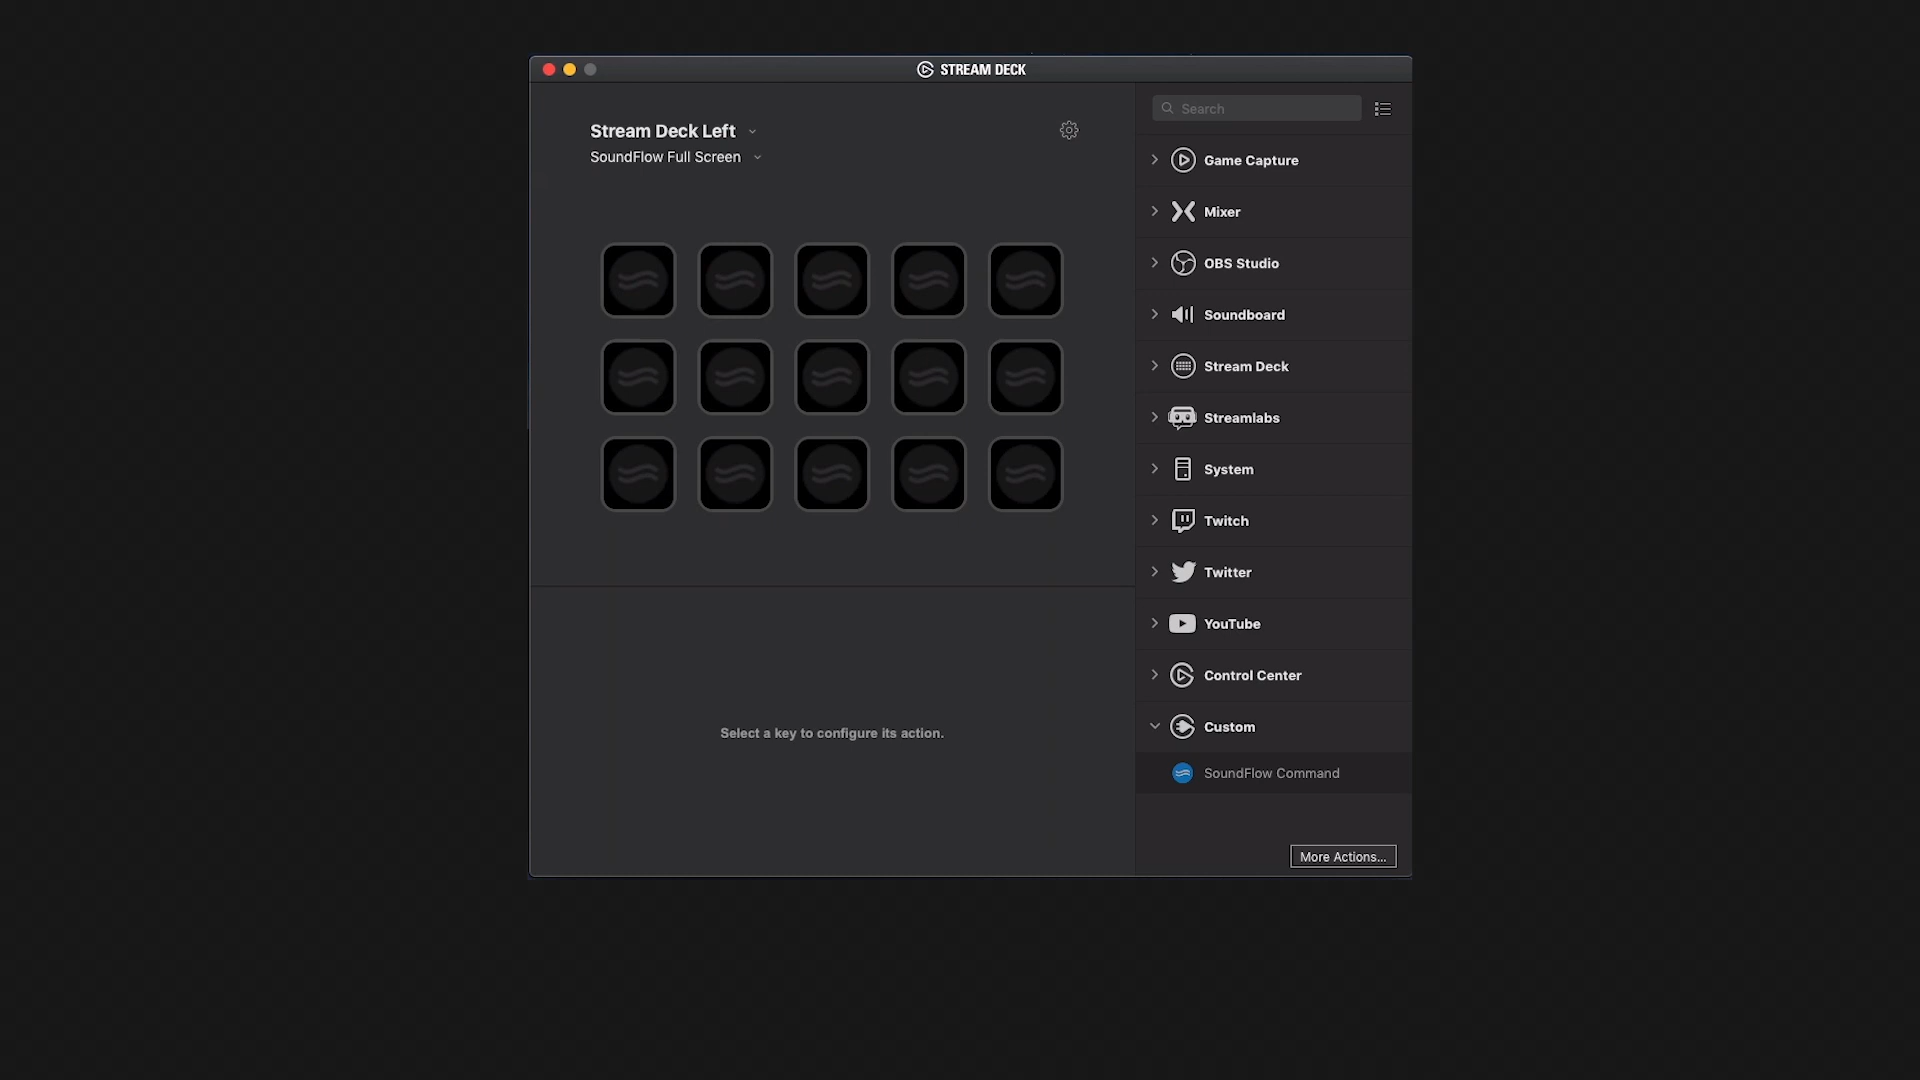 STREAM DECK
Stream Deck Left
SoundFlow Full Screen
Select a key to configure its action.
Search
Game Capture
Mixer
OBS Studio
Soundboard
Stream Deck
Streamlabs
System
Twitch
Twitter
YouTube
Control Center
Custom
SoundFlow Command
More Actions...